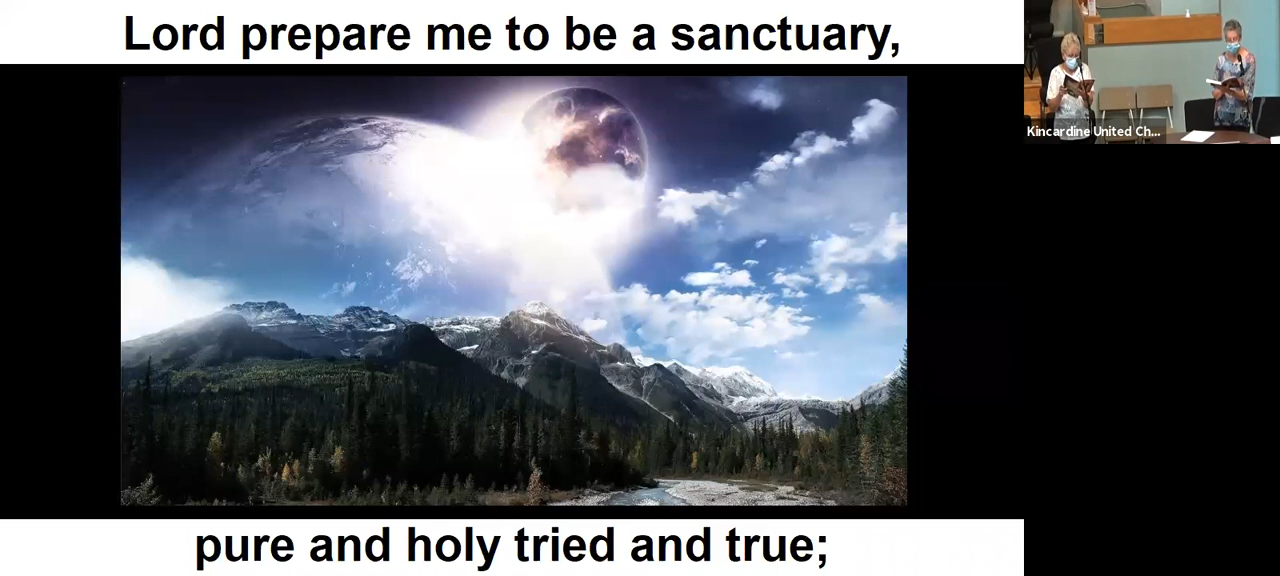 Lord prepare me to be a sanctuary,
Kincardine United Ch...
pure and holy tried and true;